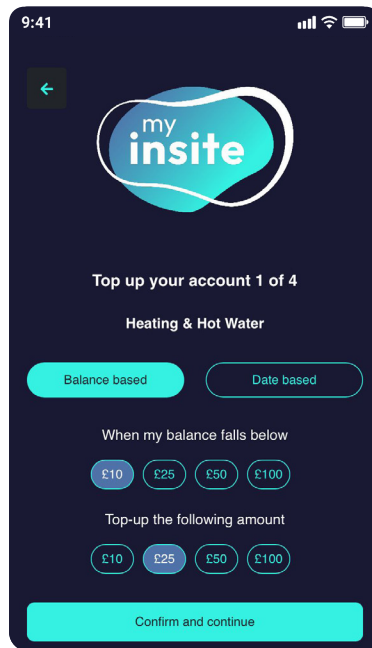 9:41
my
insite
Top up your account 1 of 4
Heating & Hot Water
Balance based Date based
When my balance falls below
£10 £25 £50 £100
Top-up the following amount
£10 £25 £50 £100
Confirm and continue